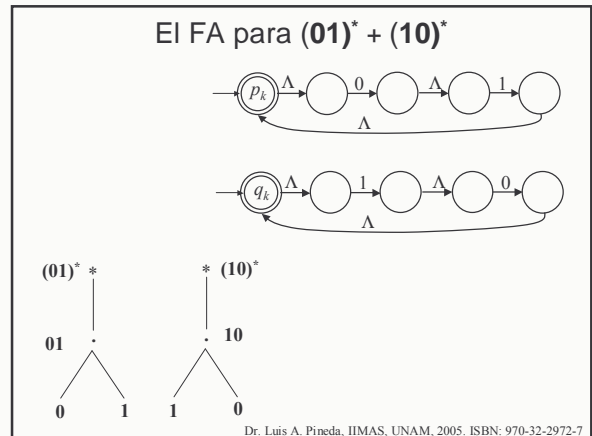 El FA para (01)* + (10)*
p_k Λ 0 Λ 1
Λ
q_k Λ 1 Λ 0
Λ
(01)* * * (10)*
01 · · 10
0 1 1 0
Dr. Luis A. Pineda, IIMAS, UNAM, 2005. ISBN: 970-32-2972-7